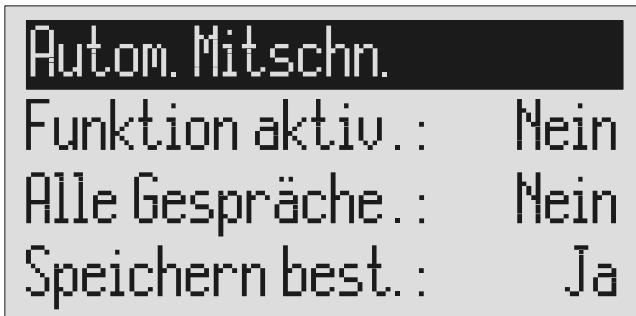 Autom. Mitschn.
Funktion aktiv.: Nein
Alle Gespräche.: Nein
Speichern best.: Ja